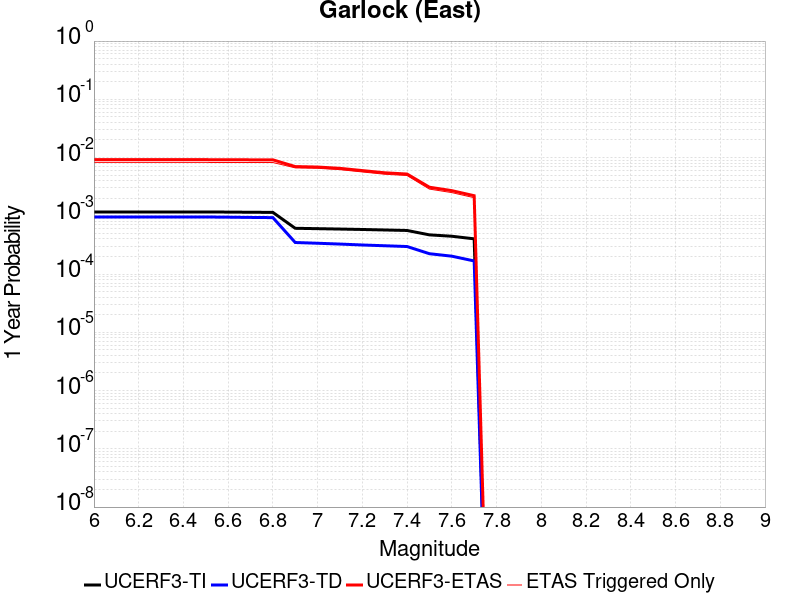 Garlock (East)
10^0
10^-1
10^-2
10^-3
10^-4
10^-5
10^-6
10^-7
10^-8
1 Year Probability
6 6.2 6.4 6.6 6.8 7 7.2 7.4 7.6 7.8 8 8.2 8.4 8.6 8.8 9
Magnitude
UCERF3-TI UCERF3-TD UCERF3-ETAS ETAS Triggered Only